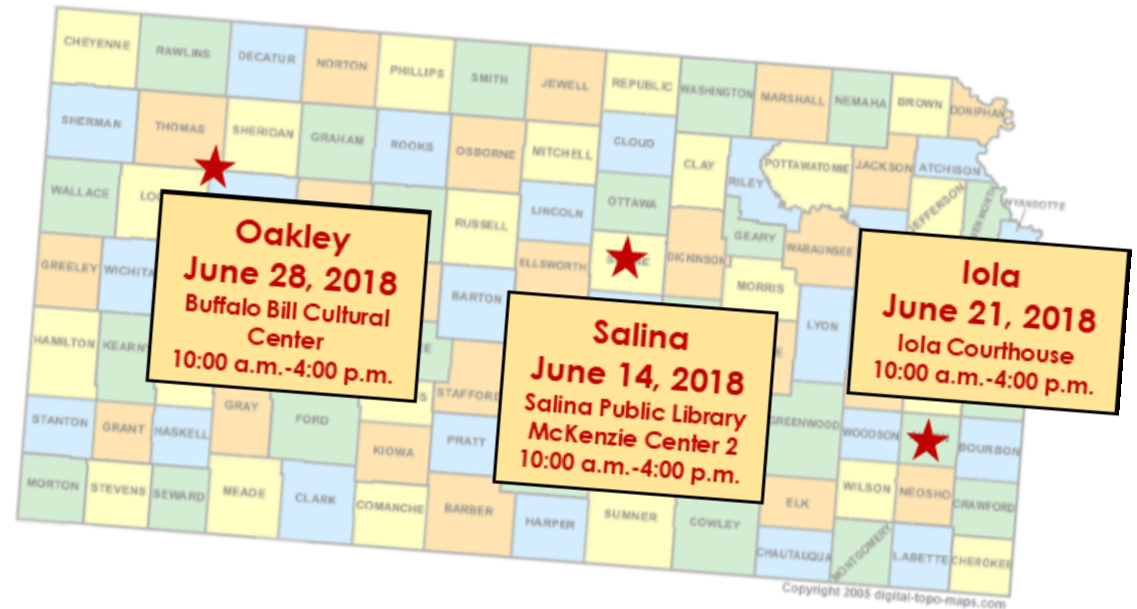 CHEYENNE
RAWLINS
DECATUR
NORTON
PHILLIPS
SMITH
JEWELL
REPUBLIC
WASHINGTON
MARSHALL
NEMAHA
BROWN
DONIPHAN
SHERMAN
THOMAS
SHERIDAN
GRAHAM
ROOKS
OSBORNE
MITCHELL
CLOUD
CLAY
RILEY
POTTAWATOMIE
JACKSON
ATCHISON
JEFFERSON
WYANDOTTE
WALLACE
RUSSELL
LINCOLN
OTTAWA
GEARY
WABAUNSEE
DICKINSON
ELLSWORTH
MORRIS
GREELEY
WICHITA
BARTON
LYON
Oakley
June 28, 2018
Buffalo Bill Cultural
Center
10:00 a.m.-4:00 p.m.
Salina
June 14, 2018
Salina Public Library
McKenzie Center 2
10:00 a.m.-4:00 p.m.
Iola
June 21, 2018
Iola Courthouse
10:00 a.m.-4:00 p.m.
HAMILTON
KEARN
STAFFORD
STANTON
GRANT
HASKELL
GRAY
FORD
KIOWA
PRATT
GREENWOOD
WOODSON
BOURBON
MORTON
STEVENS
SEWARD
MEADE
CLARK
COMANCHE
BARBER
HARPER
SUMNER
COWLEY
ELK
WILSON
NEOSHO
CRAWFORD
CHAUTAUQUA
MONTGOMERY
LABETTE
CHEROKEE
Copyright 2005 digital-topo-maps.com